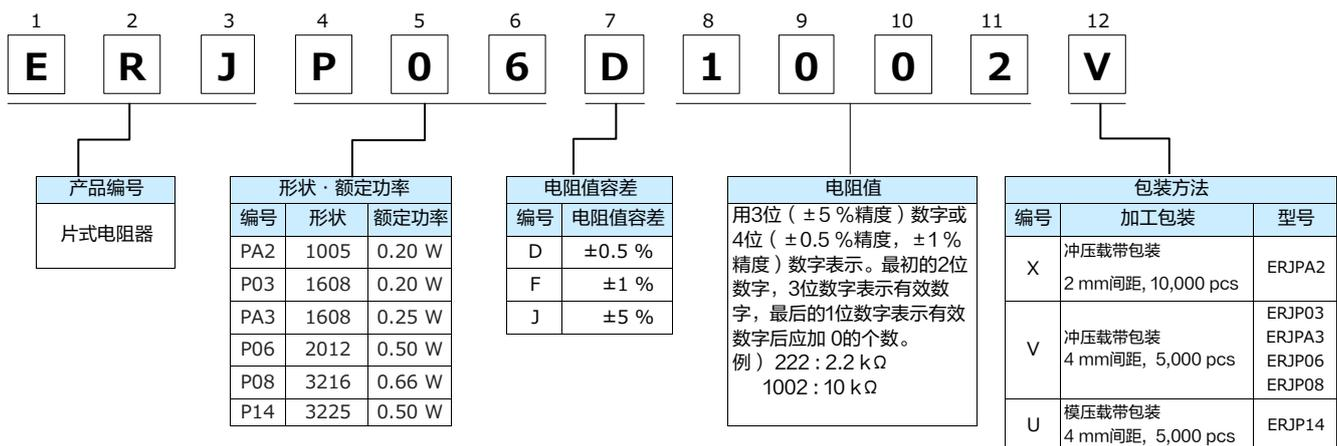 1 2 3 4 5 6 7 8 9 10 11 12
E R J P 0 6 D 1 0 0 2 V
产品编号
片式电阻器
形状・额定功率
编号 形状 额定功率
PA2 1005 0.20 W
P03 1608 0.20 W
PA3 1608 0.25 W
P06 2012 0.50 W
P08 3216 0.66 W
P14 3225 0.50 W
电阻值容差
编号 电阻值容差
D ±0.5 %
F ±1 %
J ±5 %
电阻值
用3位（±5 %精度）数字或
4位（±0.5 %精度，±1 %
精度）数字表示。最初的2位
数字，3位数字表示有效数
字，最后的1位数字表示有效
数字后应加 0的个数。
例）222 : 2.2 kΩ
1002 : 10 kΩ
包装方法
编号 加工包装 型号
X 冲压载带包装
2 mm间距, 10,000 pcs ERJPA2
V 冲压载带包装
4 mm间距, 5,000 pcs
ERJP03
ERJPA3
ERJP06
ERJP08
U 模压载带包装
4 mm间距, 5,000 pcs ERJP14